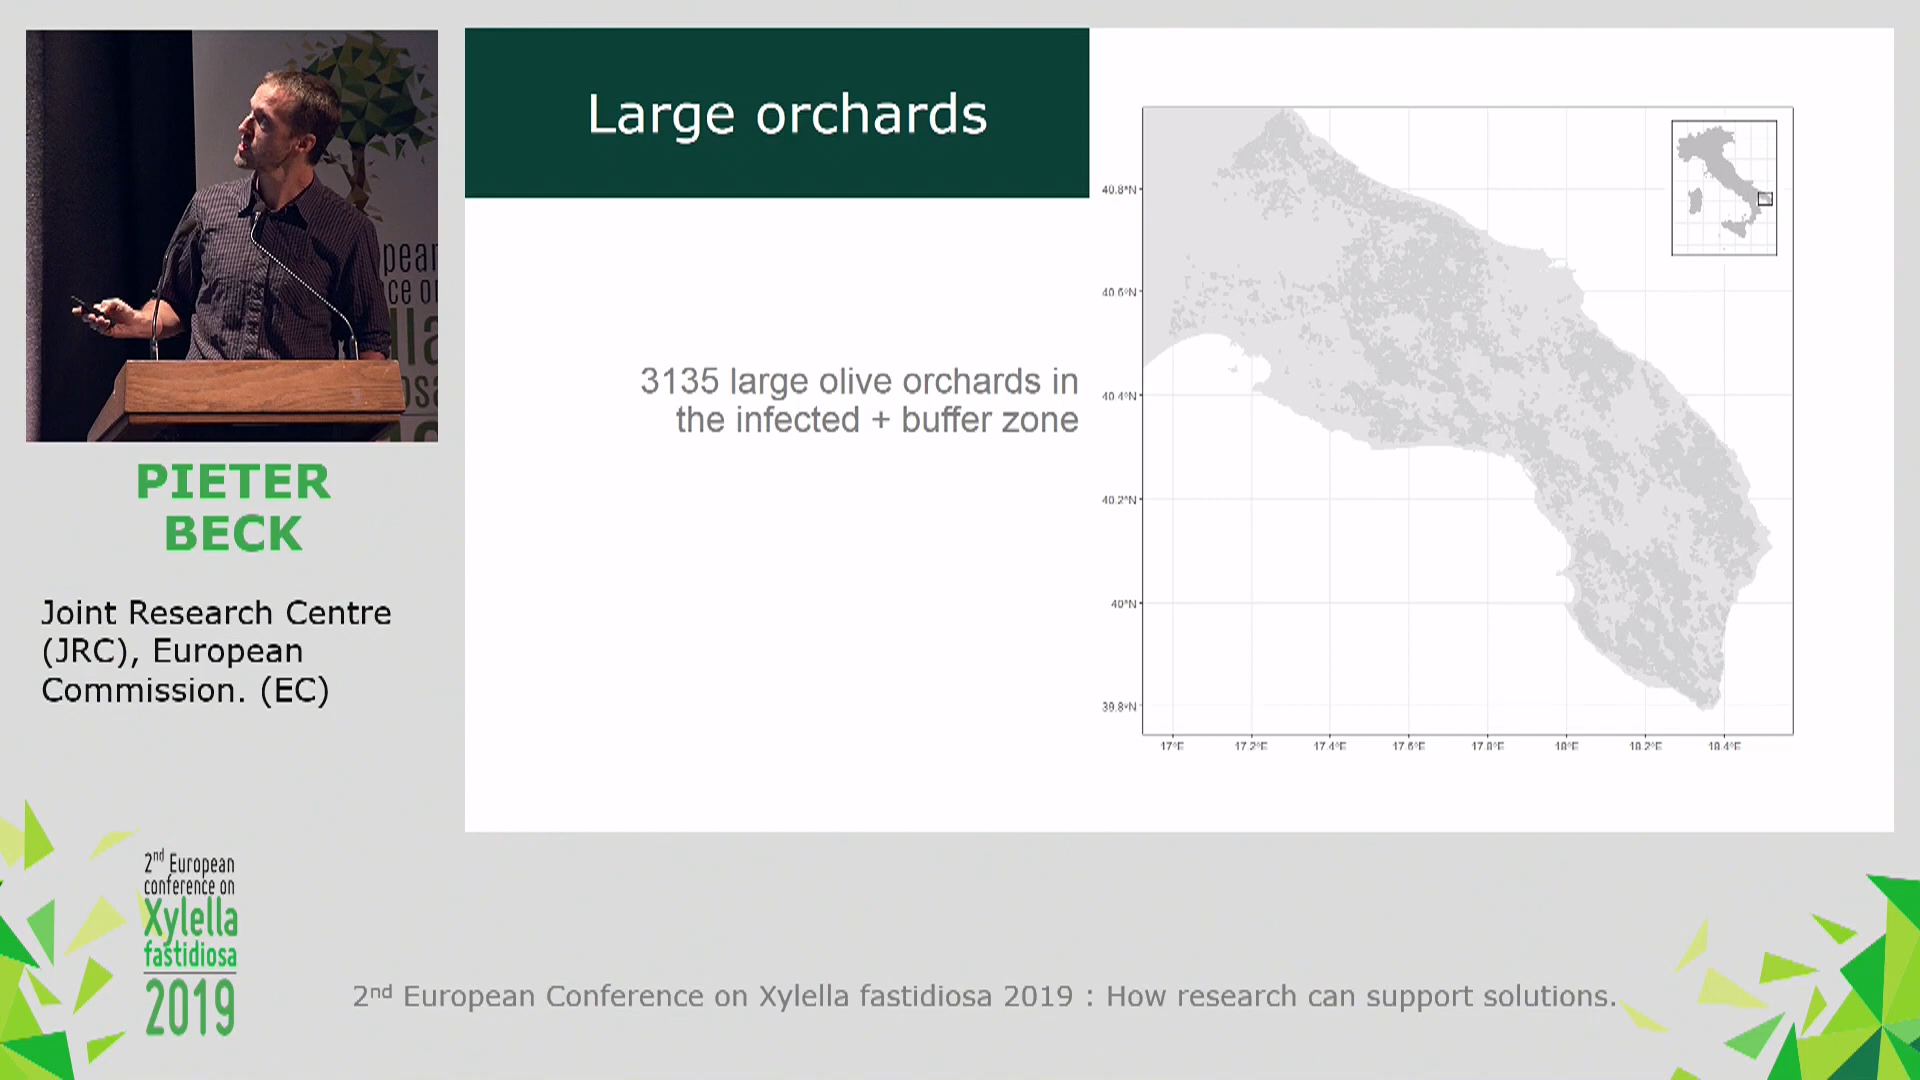 Large orchards
3135 large olive orchards in
the infected + buffer zone
40.8°N
40.6°N
40.4°N
40.2°N
40°N
39.8°N
17°E
17.2°E
17.4°E
17.6°E
17.8°E
18°E
18.2°E
18.4°E
PIETER
BECK
Joint Research Centre
(JRC), European
Commission. (EC)
2nd European
conference on
Xylella
fastidiosa
2019
2nd European Conference on Xylella fastidiosa 2019 : How research can support solutions.